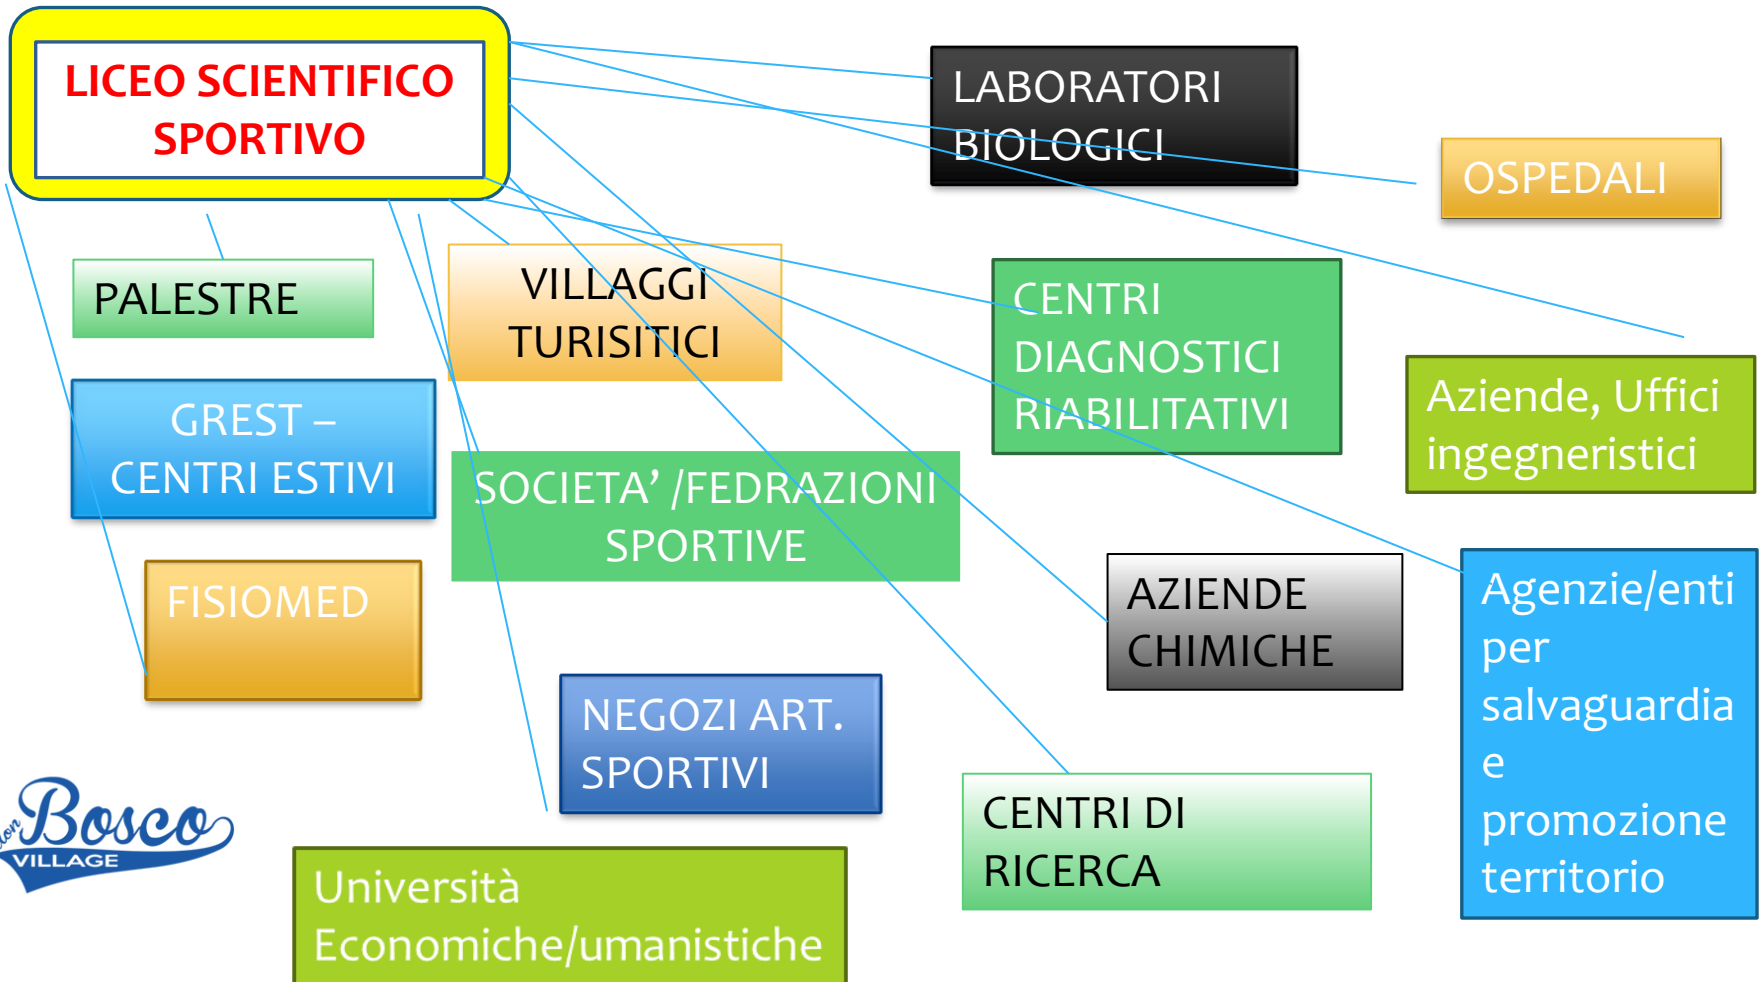 LICEO SCIENTIFICO
SPORTIVO
LABORATORI
BIOLOGICI
OSPEDALI
PALESTRE
VILLAGGI
TURISITICI
CENTRI
DIAGNOSTICI
RIABILITATIVI
Aziende, Uffici
ingegneristici
GREST –
CENTRI ESTIVI
SOCIETA’ /FEDRAZIONI
SPORTIVE
FISIOMED
AZIENDE
CHIMICHE
Agenzie/enti
per
salvaguardia
e
promozione
territorio
NEGOZI ART.
SPORTIVI
CENTRI DI
RICERCA
don Bosco
VILLAGE
Università
Economiche/umanistiche